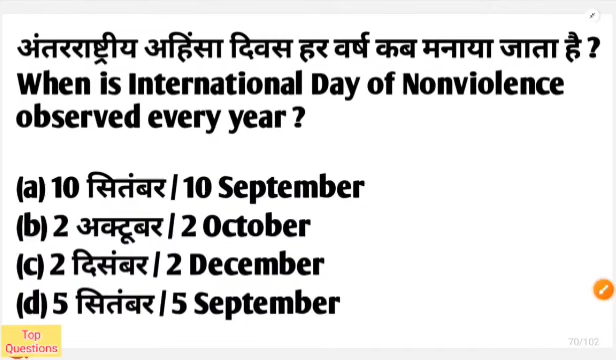 अंतरराष्ट्रीय अहिंसा दिवस हर वर्ष कब मनाया जाता है ?
When is International Day of Nonviolence
observed every year ?
(a) 10 सितंबर / 10 September
(b) 2 अक्टूबर / 2 October
(c) 2 दिसंबर / 2 December
(d) 5 सितंबर / 5 September
Top
Questions
70/102